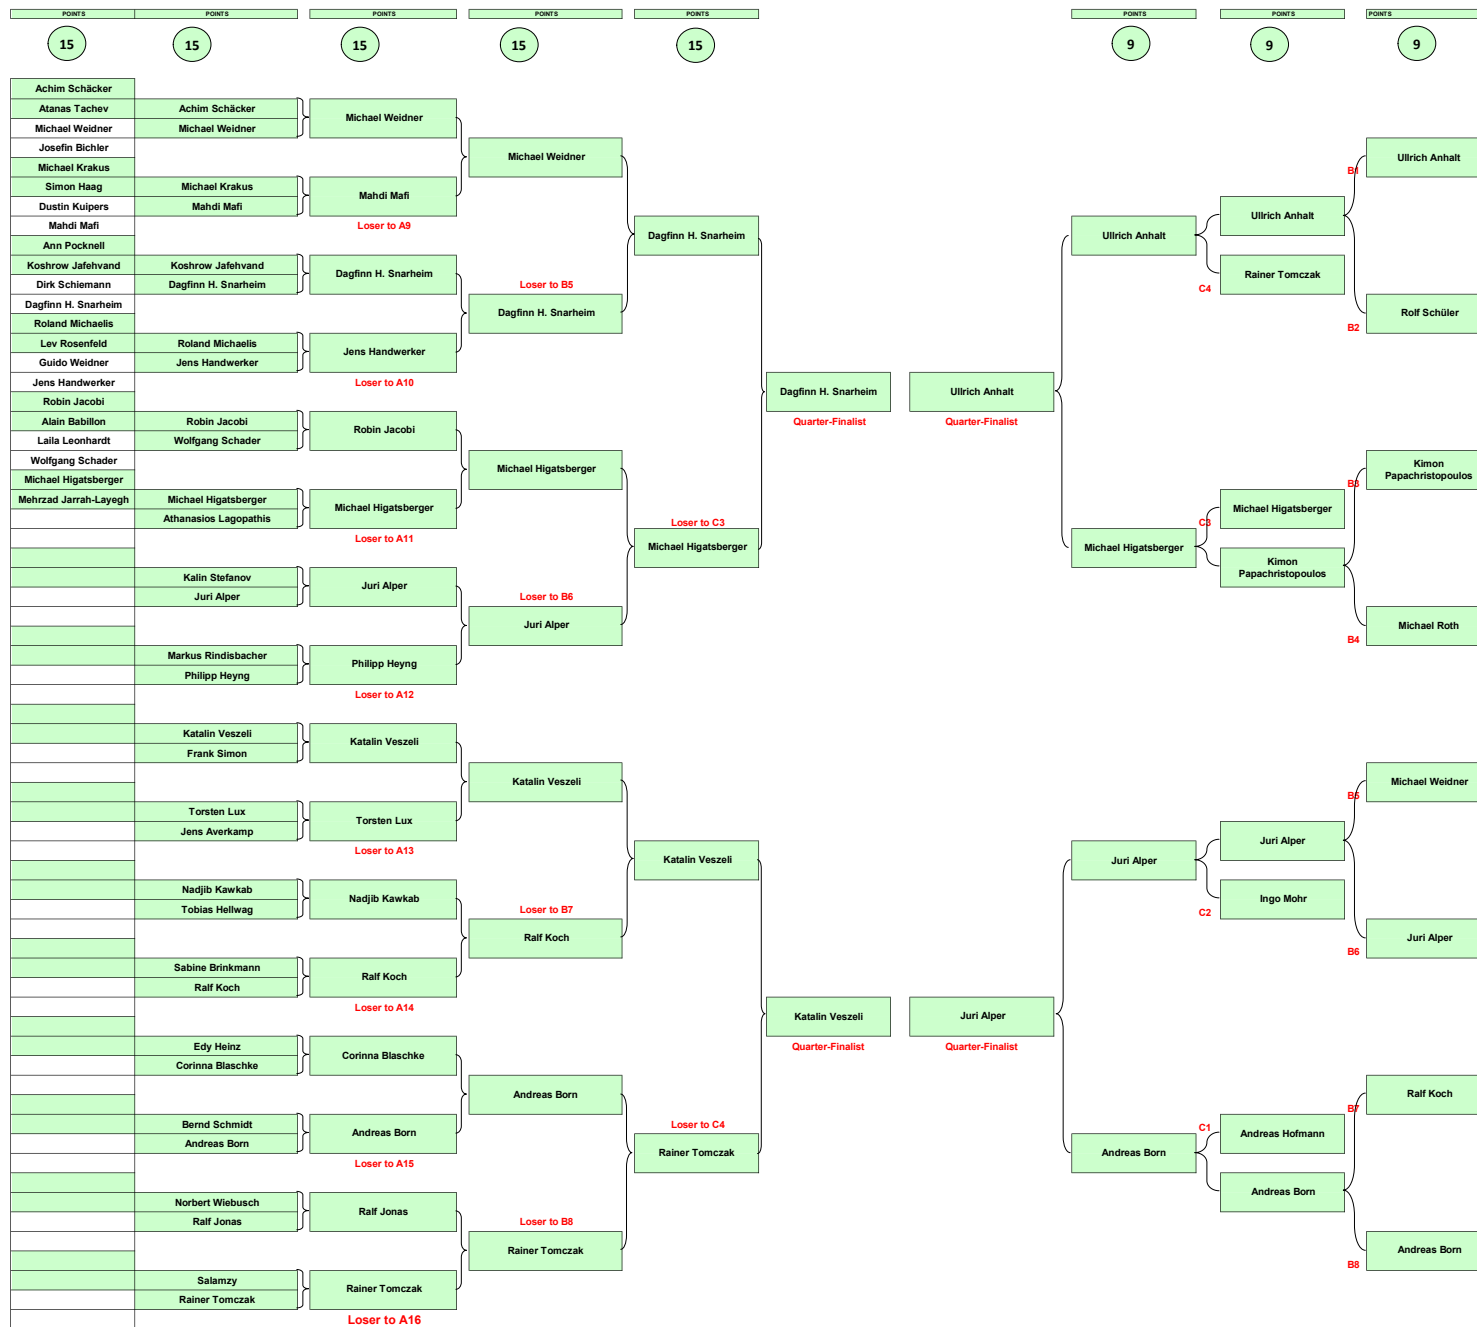 POINTS
POINTS
POINTS
POINTS
POINTS
POINTS
POINTS
POINTS
15
15
15
15
15
9
9
9
Achim Schäcker
Atanas Tachev
Michael Weidner
Josefin Bichler
Michael Krakus
Simon Haag
Dustin Kuipers
Mahdi Mafi
Ann Pocknell
Koshrow Jafehvand
Dirk Schiemann
Dagfinn H. Snarheim
Roland Michaelis
Lev Rosenfeld
Guido Weidner
Jens Handwerker
Robin Jacobi
Alain Babillon
Laila Leonhardt
Wolfgang Schader
Michael Higatsberger
Mehrzad Jarrah-Layegh
Achim Schäcker
Michael Weidner
Michael Krakus
Mahdi Mafi
Koshrow Jafehvand
Dagfinn H. Snarheim
Roland Michaelis
Jens Handwerker
Robin Jacobi
Wolfgang Schader
Michael Higatsberger
Athanasios Lagopathis
Kalin Stefanov
Juri Alper
Markus Rindisbacher
Philipp Heyng
Katalin Veszeli
Frank Simon
Torsten Lux
Jens Averkamp
Nadjib Kawkab
Tobias Hellwag
Sabine Brinkmann
Ralf Koch
Edy Heinz
Corinna Blaschke
Bernd Schmidt
Andreas Born
Norbert Wiebusch
Ralf Jonas
Salamzy
Rainer Tomczak
Michael Weidner
Mahdi Mafi
Loser to A9
Dagfinn H. Snarheim
Jens Handwerker
Loser to A10
Robin Jacobi
Michael Higatsberger
Loser to A11
Juri Alper
Philipp Heyng
Loser to A12
Katalin Veszeli
Torsten Lux
Loser to A13
Nadjib Kawkab
Ralf Koch
Loser to A14
Corinna Blaschke
Andreas Born
Loser to A15
Ralf Jonas
Rainer Tomczak
Loser to A16
Michael Weidner
Loser to B5
Dagfinn H. Snarheim
Michael Higatsberger
Loser to B6
Juri Alper
Katalin Veszeli
Loser to B7
Ralf Koch
Andreas Born
Loser to B8
Rainer Tomczak
Dagfinn H. Snarheim
Loser to C3
Michael Higatsberger
Katalin Veszeli
Loser to C4
Rainer Tomczak
Dagfinn H. Snarheim
Quarter-Finalist
Katalin Veszeli
Quarter-Finalist
Ullrich Anhalt
Quarter-Finalist
Juri Alper
Quarter-Finalist
Ullrich Anhalt
Michael Higatsberger
Juri Alper
Andreas Born
Ullrich Anhalt
C4
Rainer Tomczak
C3
Michael Higatsberger
Kimon
Papachristopoulos
Juri Alper
C2
Ingo Mohr
C1
Andreas Hofmann
Andreas Born
B1
Ullrich Anhalt
B2
Rolf Schüler
B3
Kimon
Papachristopoulos
B4
Michael Roth
B5
Michael Weidner
B6
Juri Alper
B7
Ralf Koch
B8
Andreas Born